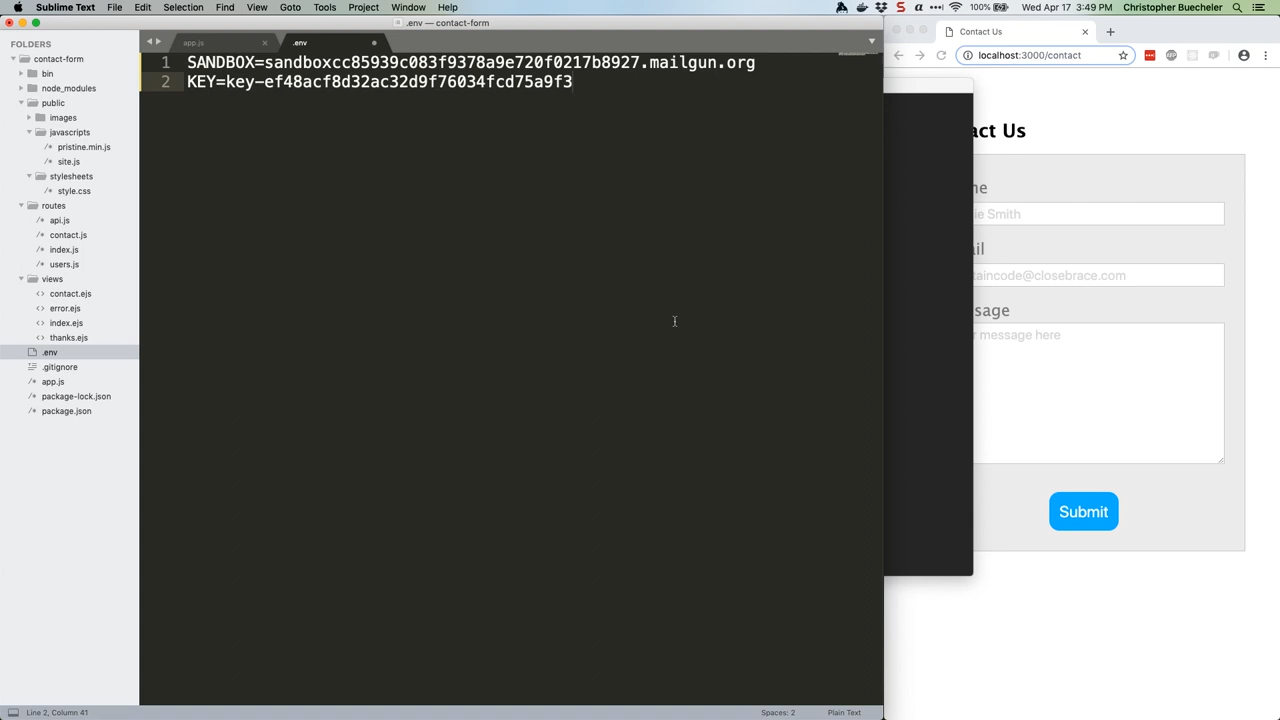 Sublime Text File Edit Selection Find View Goto Tools Project Window Help
100% Wed Apr 17 3:49 PM Christopher Buecheler
.env — contact-form
FOLDERS
contact-form
bin
node_modules
public
images
javascripts
pristine.min.js
site.js
stylesheets
style.css
routes
api.js
contact.js
index.js
users.js
views
contact.ejs
error.ejs
index.ejs
thanks.ejs
.env
.gitignore
app.js
package-lock.json
package.json
app.js
.env
1 SANDBOX=sandboxcc85939c083f9378a9e720f0217b8927.mailgun.org
2 KEY=key-ef48acf8d32ac32d9f76034fcd75a9f3
Line 2, Column 41
Spaces: 2
Plain Text
Contact Us
localhost:3000/contact
act Us
ne
ie Smith
ail
taincode@closebrace.com
sage
r message here
Submit